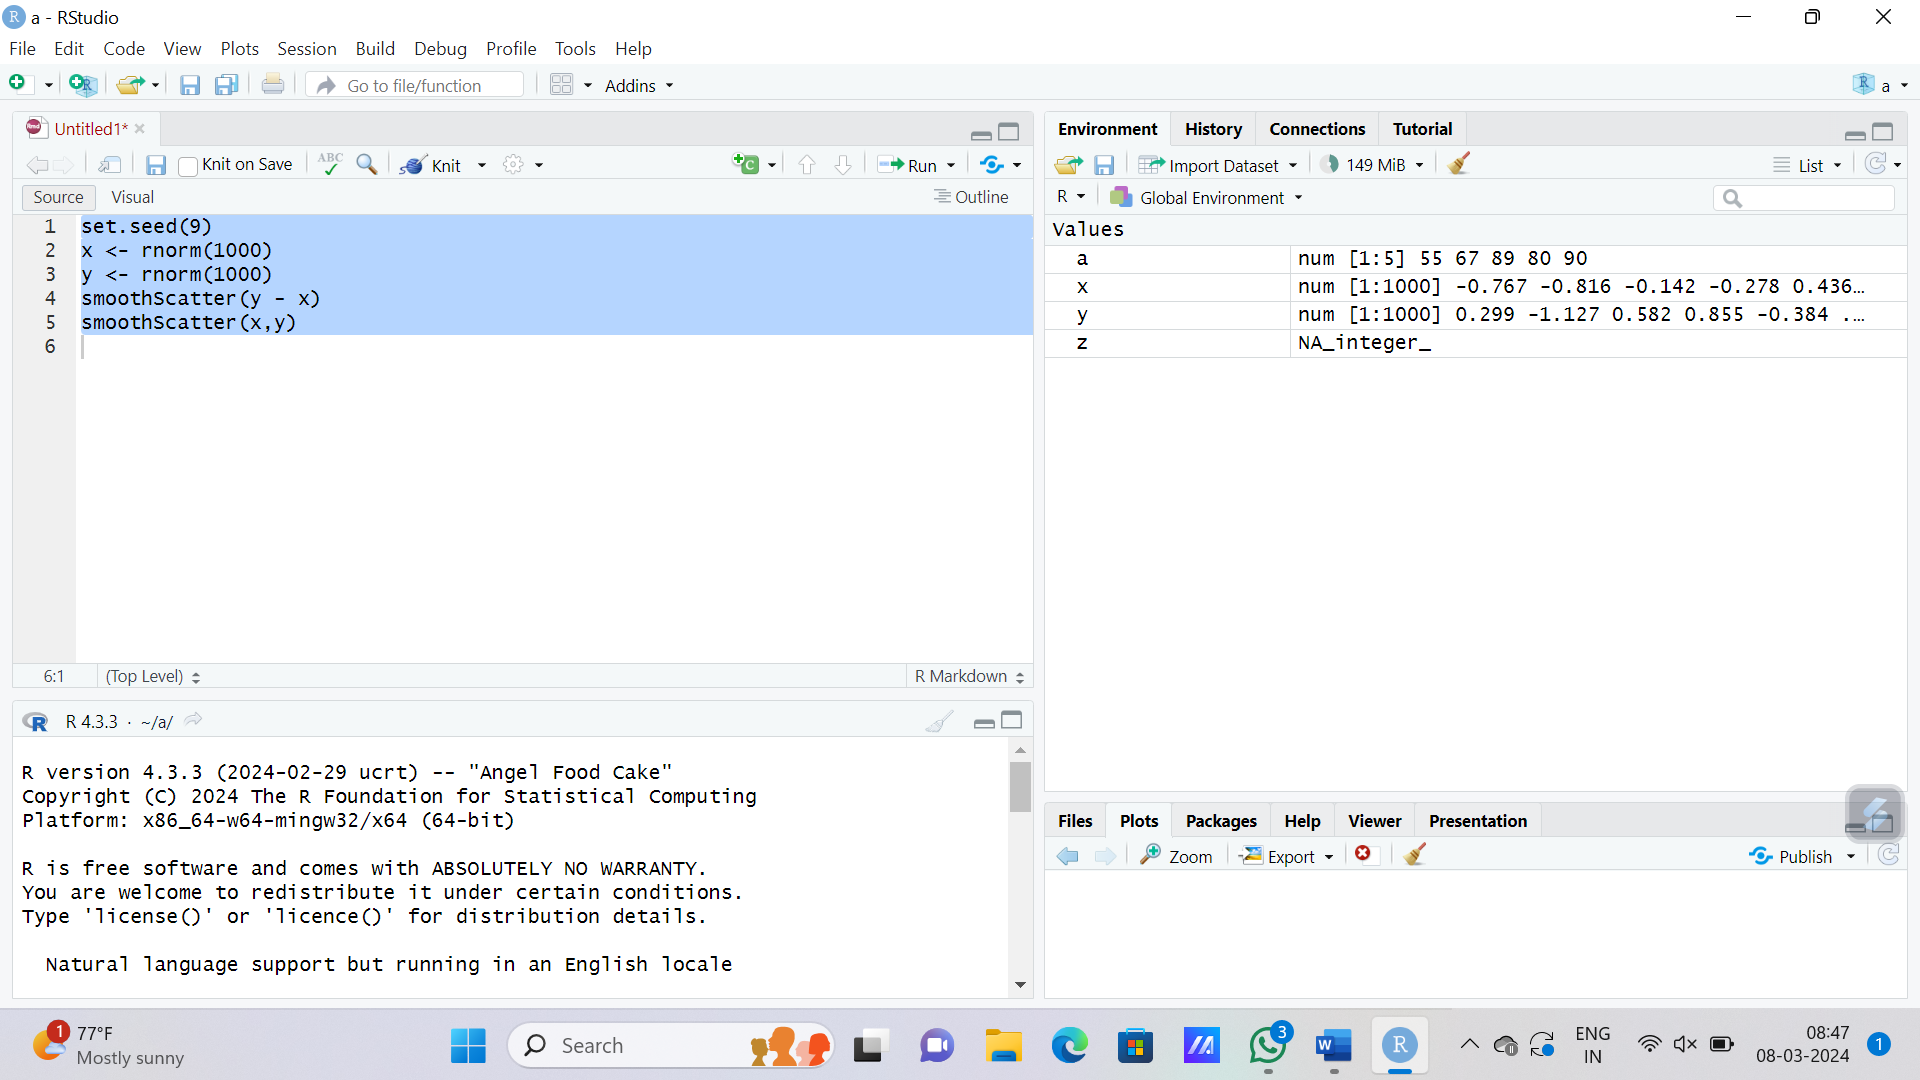 a - RStudio
File Edit Code View Plots Session Build Debug Profile Tools Help
Go to file/function Addins a
Untitled1*
Knit on Save ABC Knit Run
Source Visual Outline
1 set.seed(9)
2 x <- rnorm(1000)
3 y <- rnorm(1000)
4 smoothScatter(y - x)
5 smoothScatter(x,y)
6
6:1 (Top Level) R Markdown
R 4.3.3 · ~/a/
R version 4.3.3 (2024-02-29 ucrt) -- "Angel Food Cake"
Copyright (C) 2024 The R Foundation for Statistical Computing
Platform: x86_64-w64-mingw32/x64 (64-bit)
R is free software and comes with ABSOLUTELY NO WARRANTY.
You are welcome to redistribute it under certain conditions.
Type 'license()' or 'licence()' for distribution details.
Natural language support but running in an English locale
Environment History Connections Tutorial
Import Dataset 149 MiB List
R Global Environment
Values
a num [1:5] 55 67 89 80 90
x num [1:1000] -0.767 -0.816 -0.142 -0.278 0.436…
y num [1:1000] 0.299 -1.127 0.582 0.855 -0.384 .…
z NA_integer_
Files Plots Packages Help Viewer Presentation
Zoom Export Publish
1 77°F
Mostly sunny
Search
3
ENG
IN
08:47
08-03-2024
1